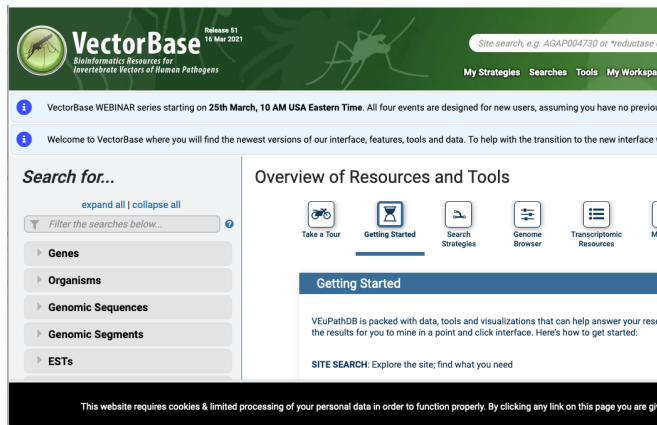 VectorBase
Release 51
16 Mar 2021
Bioinformatics Resources for
Invertebrate Vectors of Human Pathogens
Site search, e.g. AGAP004730 or *reductase
My Strategies Searches Tools My Workspa
VectorBase WEBINAR series starting on 25th March, 10 AM USA Eastern Time. All four events are designed for new users, assuming you have no previou
Welcome to VectorBase where you will find the newest versions of our interface, features, tools and data. To help with the transition to the new interface
Search for...
expand all | collapse all
Filter the searches below...
Genes
Organisms
Genomic Sequences
Genomic Segments
ESTs
Overview of Resources and Tools
Take a Tour
Getting Started
Search
Strategies
Genome
Browser
Transcriptomic
Resources
M
Getting Started
VEuPathDB is packed with data, tools and visualizations that can help answer your rese
the results for you to mine in a point and click interface. Here's how to get started:
SITE SEARCH: Explore the site; find what you need
This website requires cookies & limited processing of your personal data in order to function properly. By clicking any link on this page you are gi